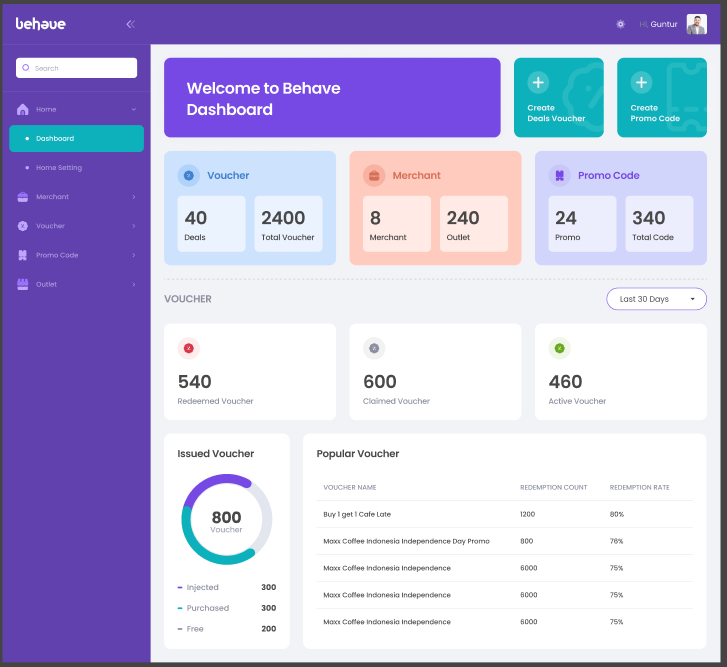 behave
Hi, Guntur
Search
Home
Dashboard
Home Setting
Merchant
Voucher
Promo Code
Outlet
Welcome to Behave
Dashboard
Create
Deals Voucher
Create
Promo Code
Voucher
40
Deals
2400
Total Voucher
Merchant
8
Merchant
240
Outlet
Promo Code
24
Promo
340
Total Code
VOUCHER
Last 30 Days
540
Redeemed Voucher
600
Claimed Voucher
460
Active Voucher
Issued Voucher
800
Voucher
Injected 300
Purchased 300
Free 200
Popular Voucher
VOUCHER NAME REDEMPTION COUNT REDEMPTION RATE
Buy 1 get 1 Cafe Late 1200 80%
Maxx Coffee Indonesia Independence Day Promo 800 76%
Maxx Coffee Indonesia Independence 6000 75%
Maxx Coffee Indonesia Independence 6000 75%
Maxx Coffee Indonesia Independence 6000 75%